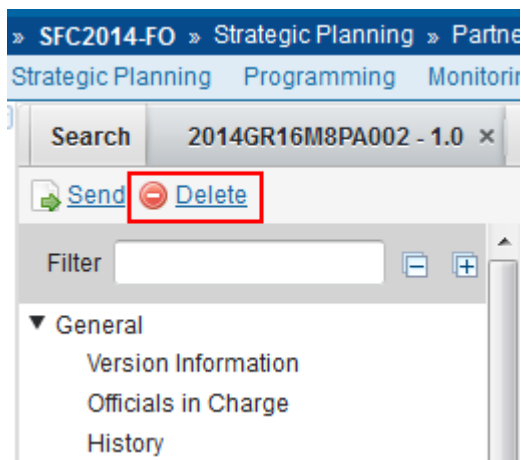 » SFC2014-FO » Strategic Planning » Partne
Strategic Planning Programming Monitorin
Search 2014GR16M8PA002 - 1.0 ×
Send Delete
Filter
General
Version Information
Officials in Charge
History